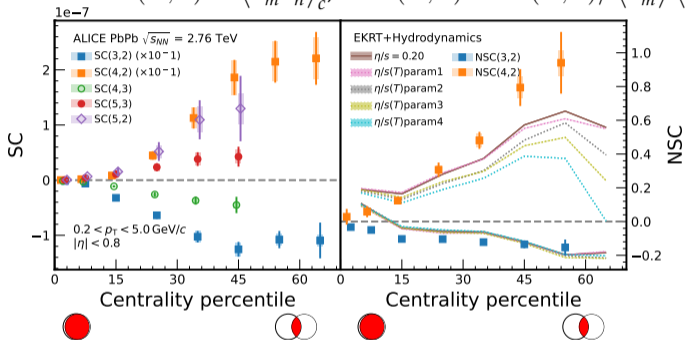 1e−7
ALICE PbPb √sNN = 2.76 TeV
SC(3,2) (×10−1)
SC(4,2) (×10−1)
SC(4,3)
SC(5,3)
SC(5,2)
2
1
0
−1
SC
0.2 < pT < 5.0 GeV/c
|η| < 0.8
0 15 30 45 60
Centrality percentile
EKRT+Hydrodynamics
η/s = 0.20
η/s(T)param1
η/s(T)param2
η/s(T)param3
η/s(T)param4
NSC(3,2)
NSC(4,2)
1.0
0.8
0.6
0.4
0.2
0.0
−0.2
NSC
0 15 30 45 60
Centrality percentile